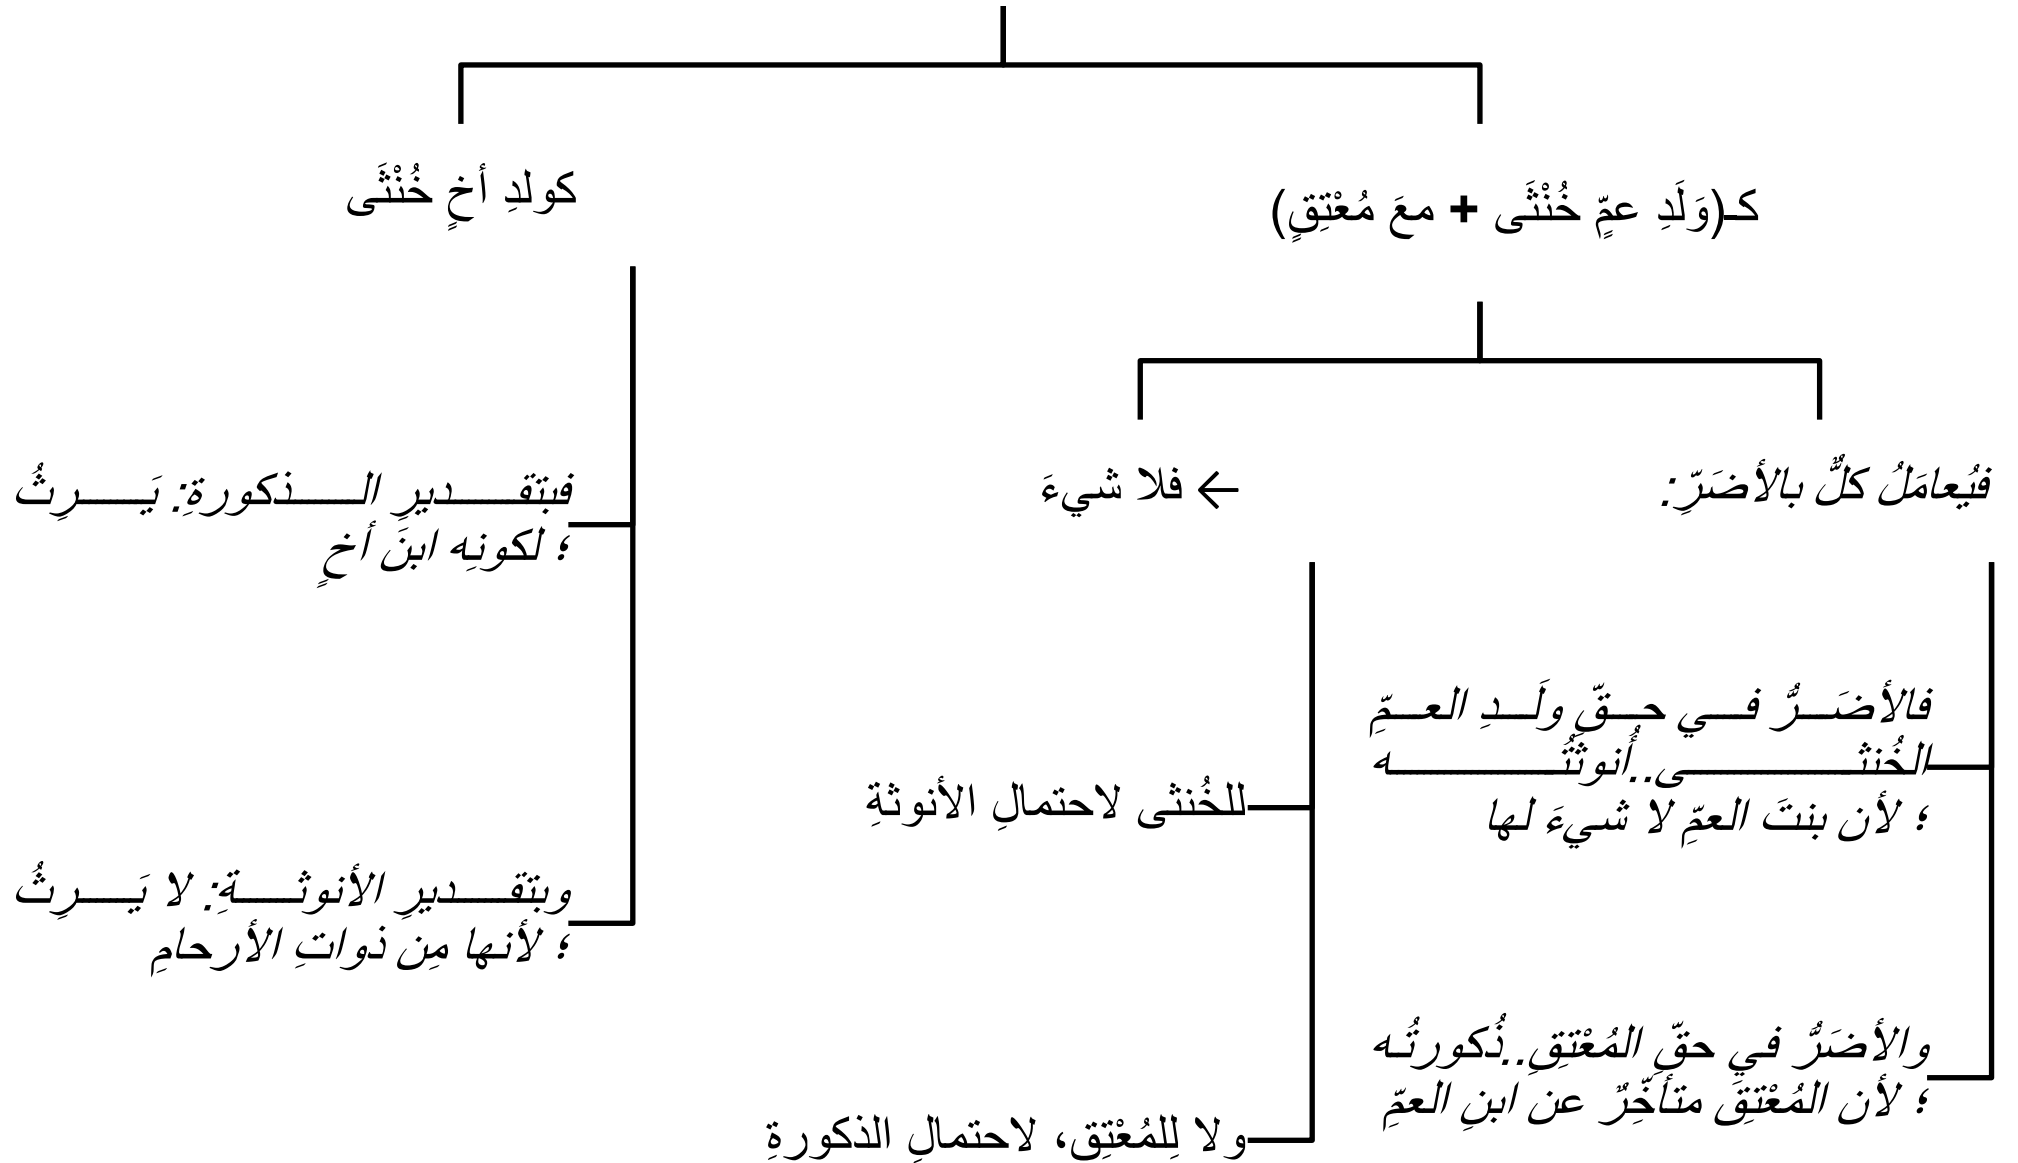 كـ(وَلَدِ عمٍّ خُنْثَى + معَ مُعْتِقٍ)
فيُعامَلُ كلٌّ بالأضَرِّ:
فالأضَرُّ في حقِّ ولَدِ العمِّ
الخُنثى..أُنوثتُه
؛ لأن بنتَ العمِّ لا شيءَ لها
والأضَرُّ في حقِّ المُعْتِقِ..ذُكورتُه
؛ لأن المُعْتِقَ متأخِّرٌ عن ابنِ العمِّ
← فلا شيءَ
للخُنثى لاحتمالِ الأنوثةِ
ولا لِلمُعْتِق، لاحتمالِ الذكورةِ
كولدِ أخٍ خُنْثَى
فبتقديرِ الذكورةِ: يَرِثُ
؛ لكونِه ابنَ أخٍ
وبتقديرِ الأنوثةِ: لا يَرِثُ
؛ لأنها مِن ذواتِ الأرحامِ